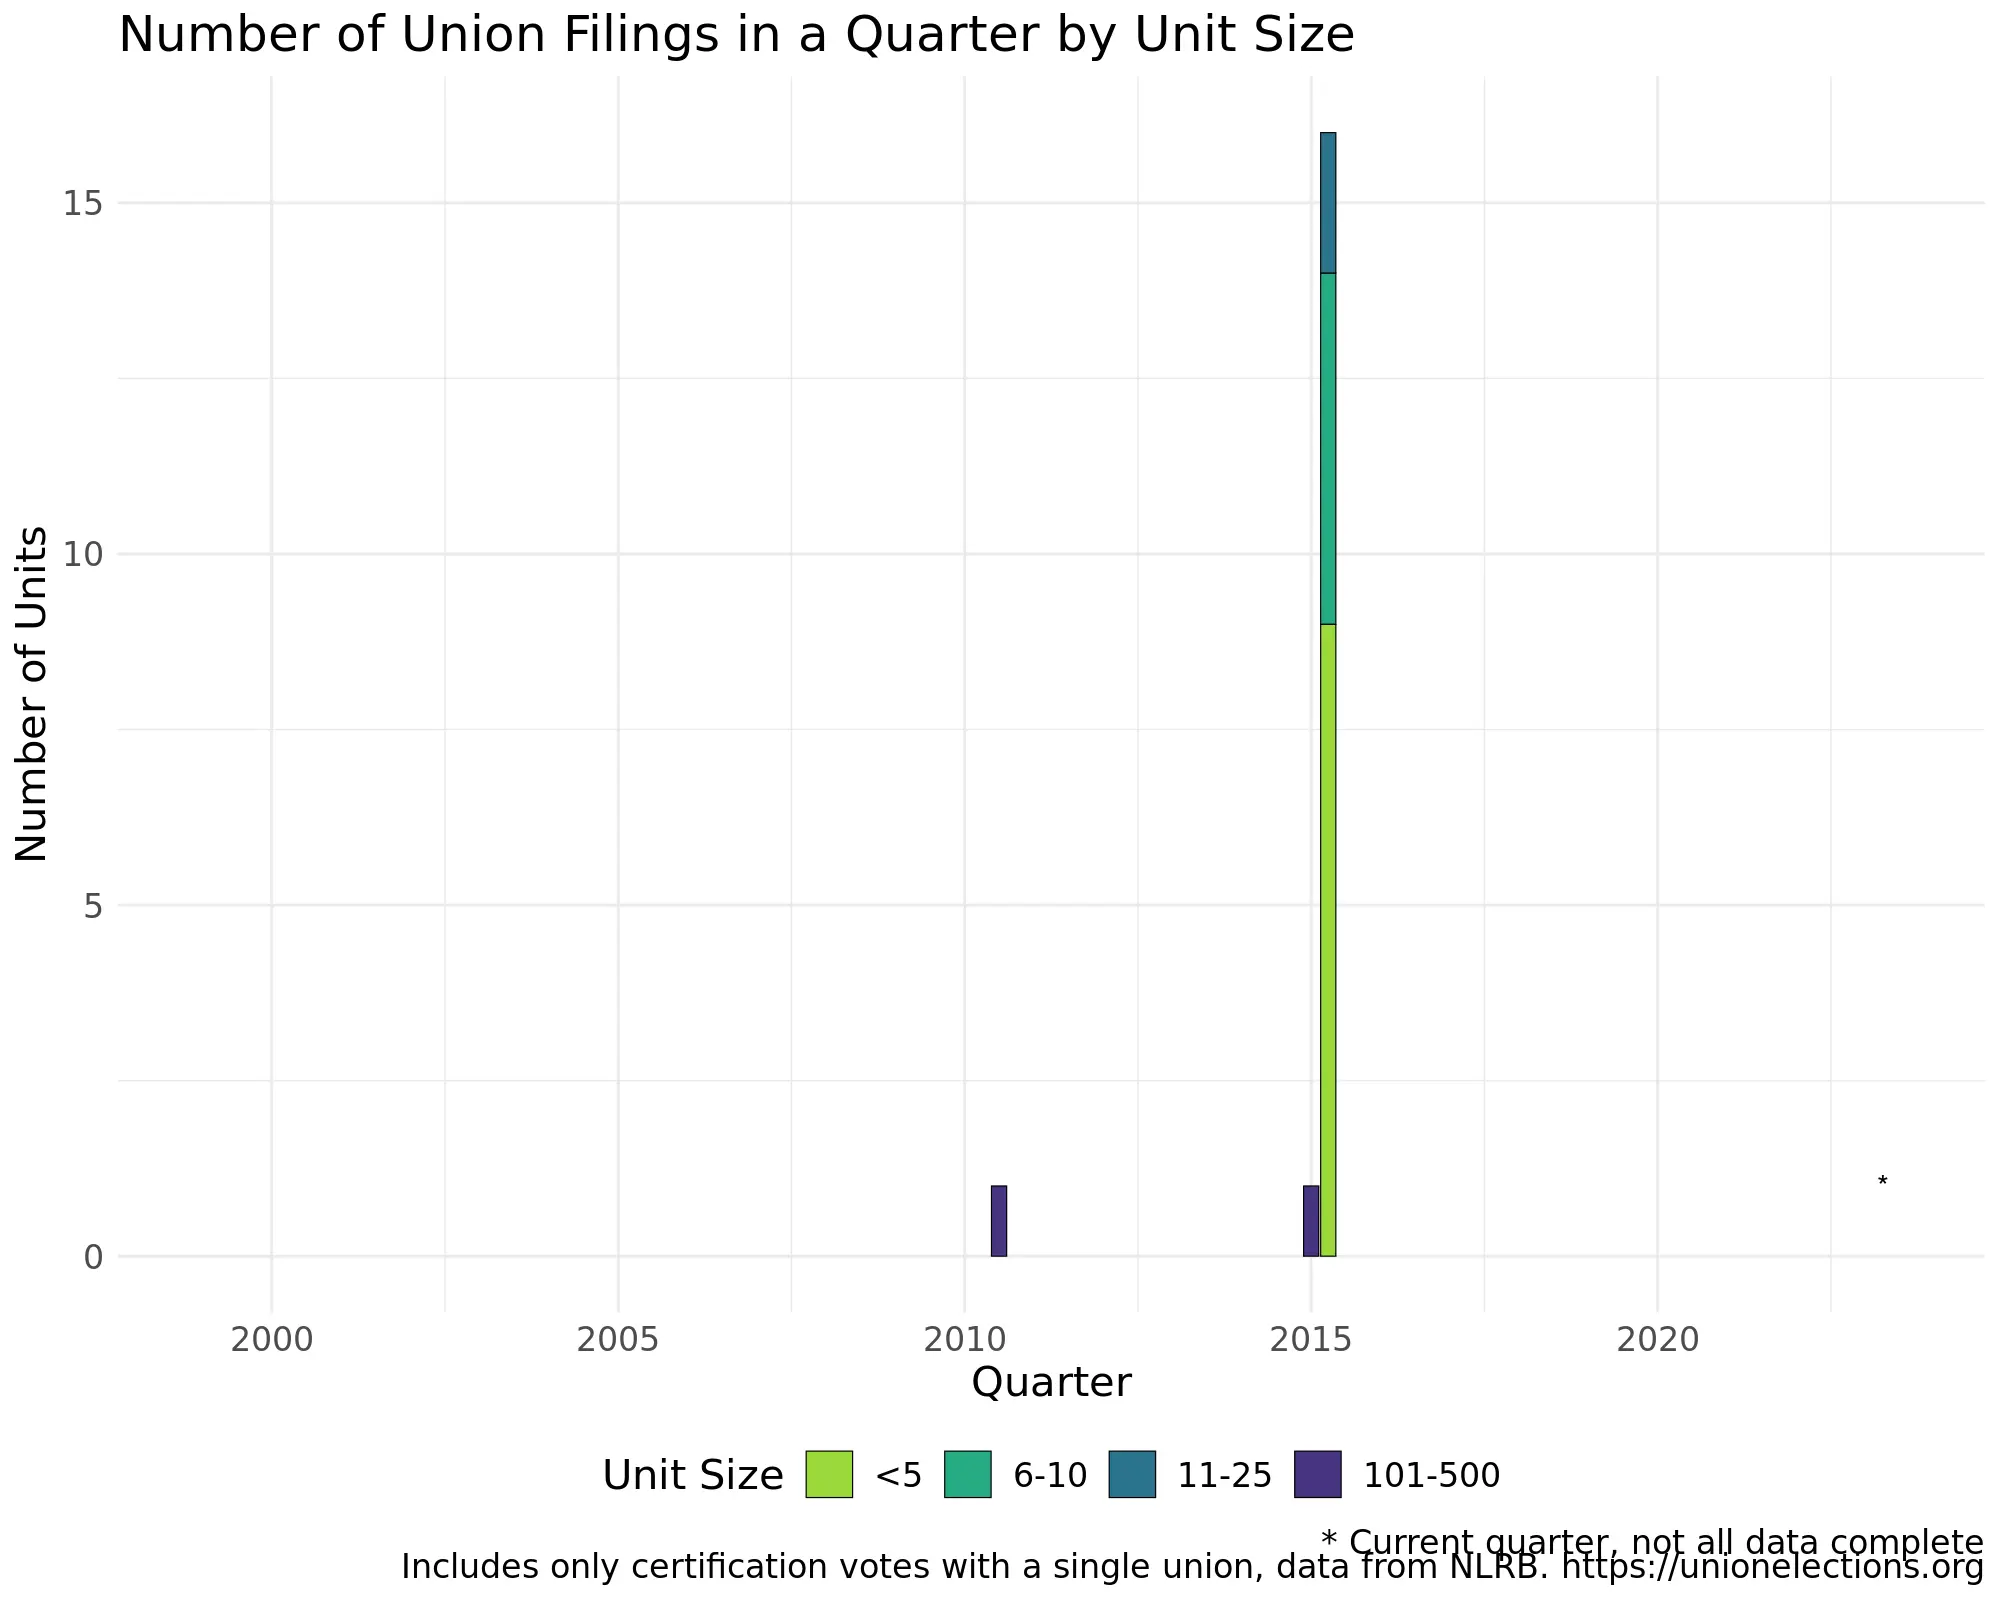 Number of Union Filings in a Quarter by Unit Size
Number of Units
15
10
5
0
*
2000 2005 2010 2015 2020
Quarter
Unit Size <5 6-10 11-25 101-500
* Current quarter, not all data complete
Includes only certification votes with a single union, data from NLRB. https://unionelections.org